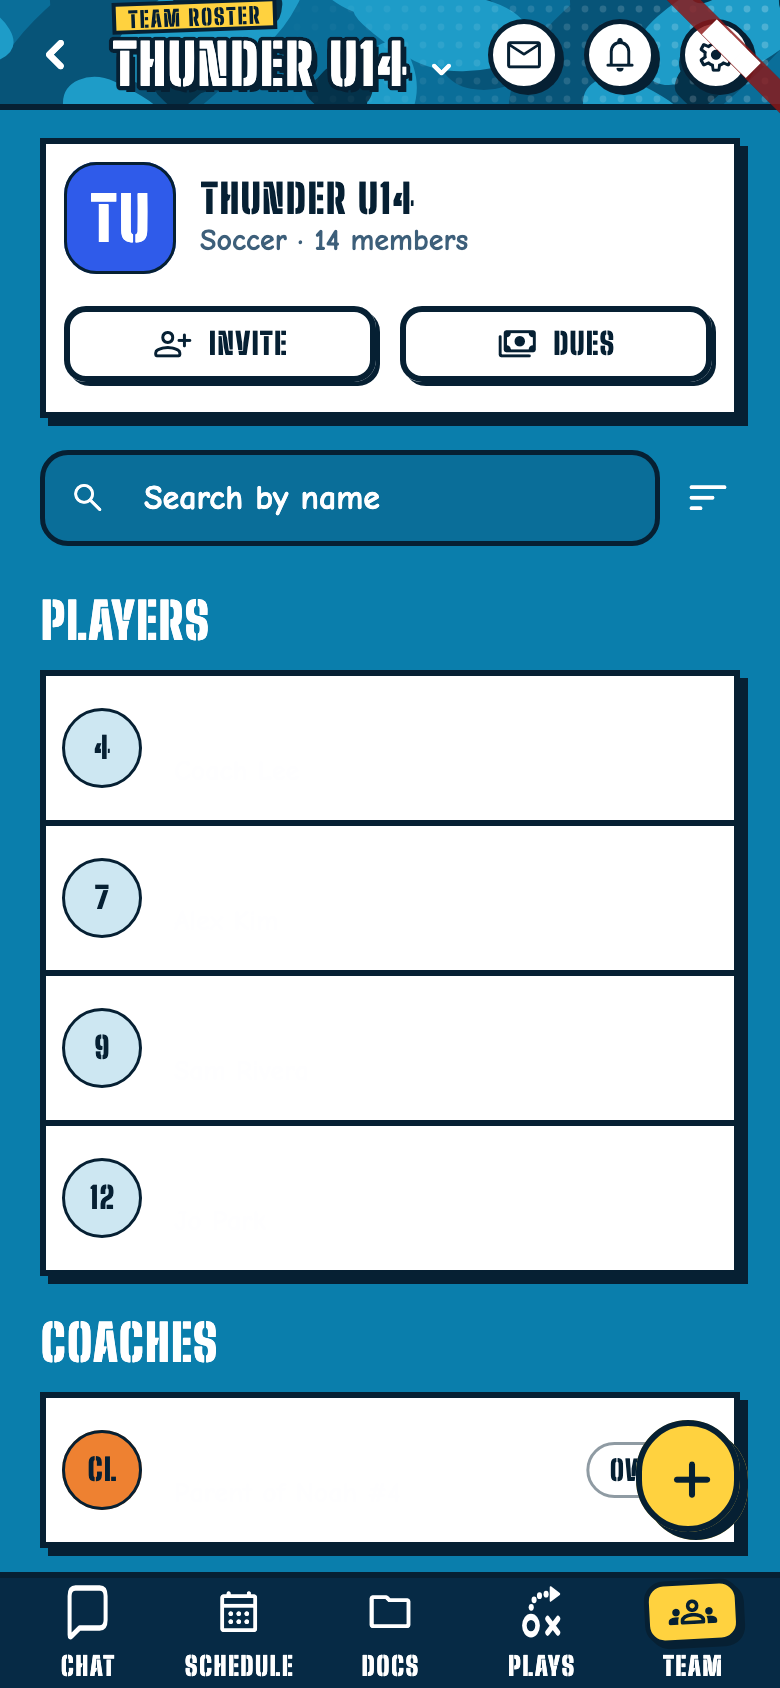 TEAM ROSTER
THUNDER U14
TU
THUNDER U14
Soccer · 14 members
INVITE
DUES
Search by name
PLAYERS
4
7
9
12
COACHES
CL
CHAT
SCHEDULE
DOCS
PLAYS
TEAM